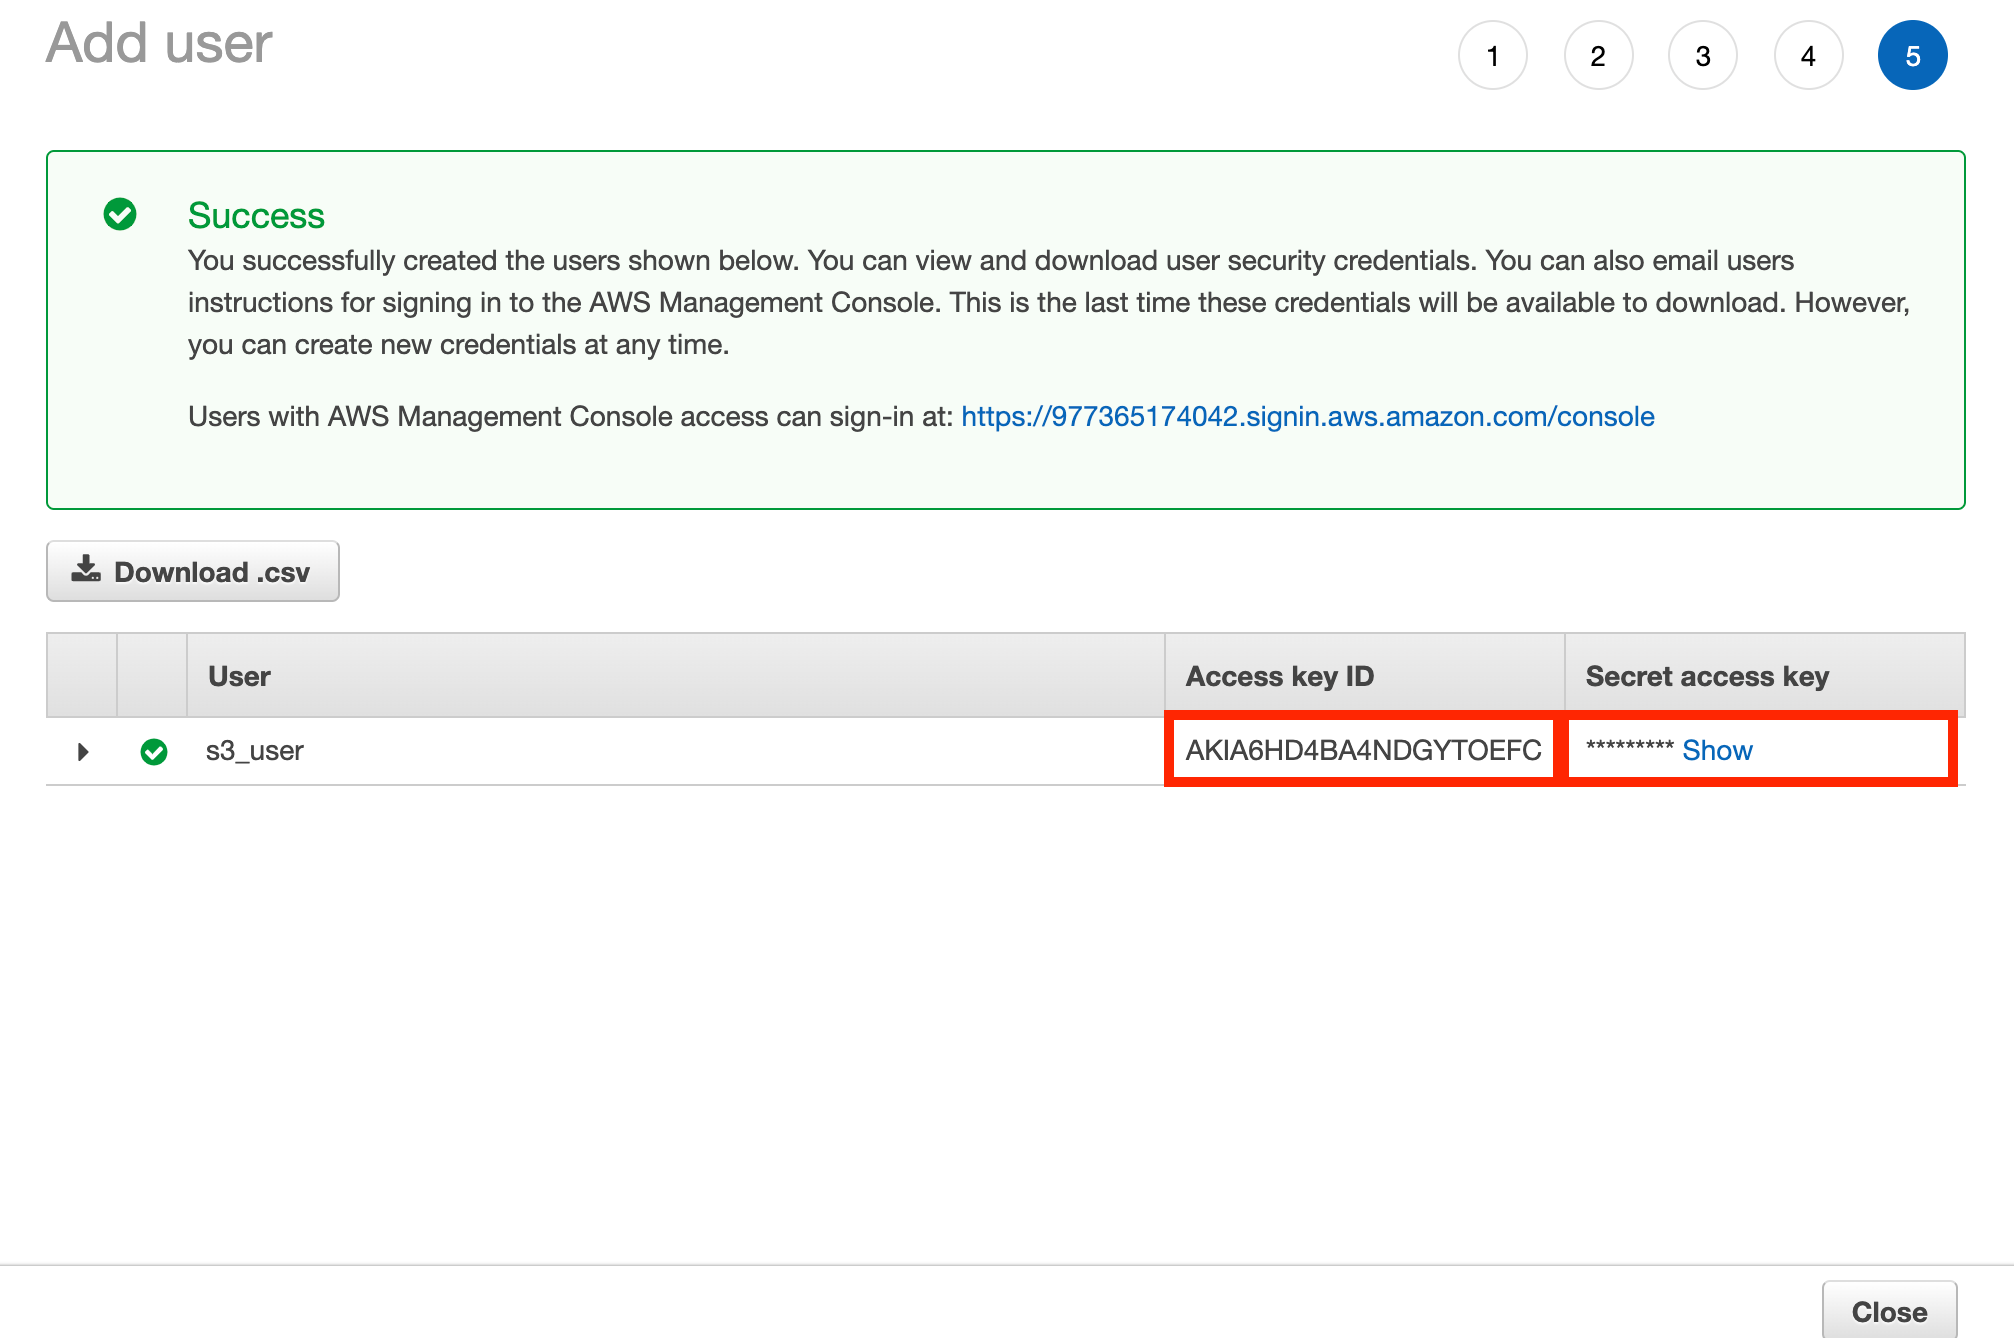 Add user
1 2 3 4 5
Success
You successfully created the users shown below. You can view and download user security credentials. You can also email users
instructions for signing in to the AWS Management Console. This is the last time these credentials will be available to download. However,
you can create new credentials at any time.
Users with AWS Management Console access can sign-in at: https://977365174042.signin.aws.amazon.com/console
Download .csv
User Access key ID Secret access key
s3_user AKIA6HD4BA4NDGYTOEFC ********* Show
Close